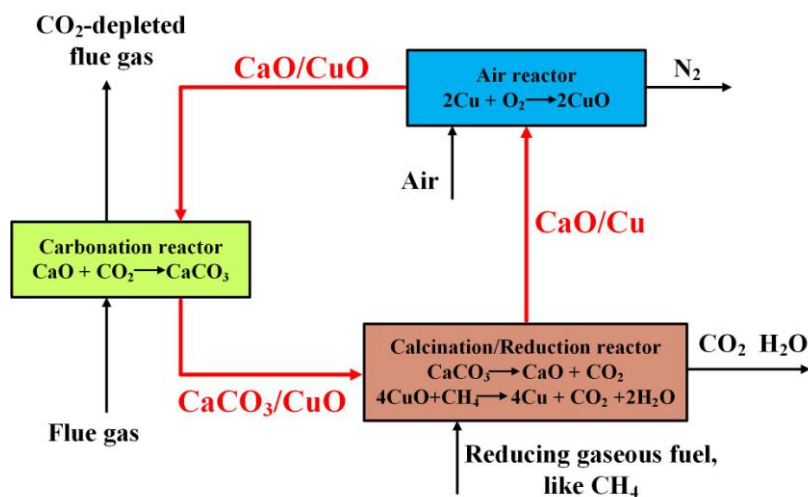 CO₂-depleted
flue gas
CaO/CuO
Air reactor
2Cu + O₂→2CuO
N₂
Air
CaO/Cu
Carbonation reactor
CaO + CO₂→CaCO₃
Calcination/Reduction reactor
CaCO₃→CaO + CO₂
4CuO+CH₄→4Cu + CO₂ +2H₂O
CO₂ H₂O
CaCO₃/CuO
Flue gas
Reducing gaseous fuel,
like CH₄